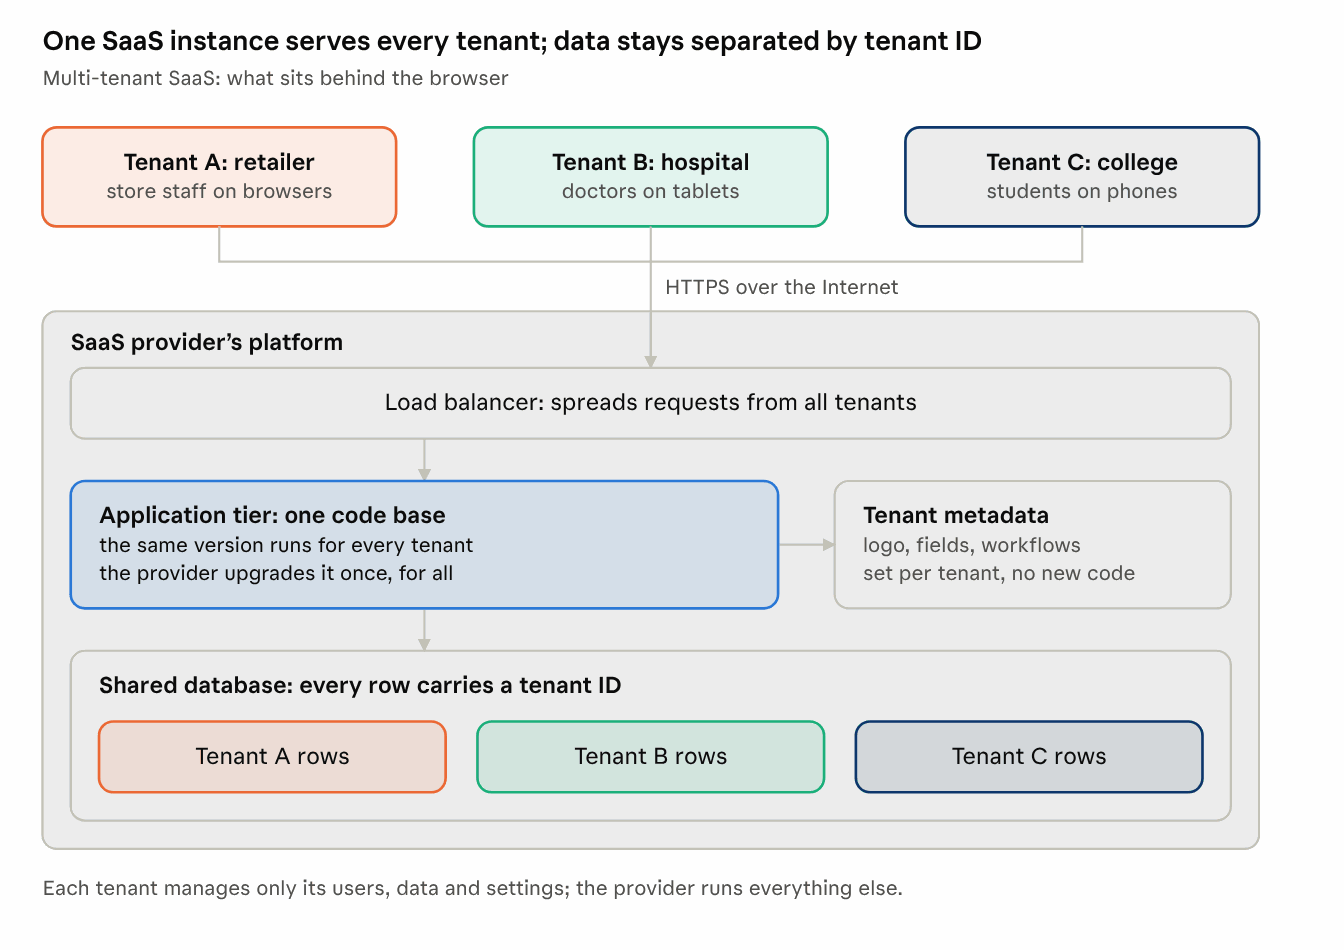 One SaaS instance serves every tenant; data stays separated by tenant ID
Multi-tenant SaaS: what sits behind the browser
Tenant A: retailer
store staff on browsers
Tenant B: hospital
doctors on tablets
Tenant C: college
students on phones
HTTPS over the Internet
SaaS provider’s platform
Load balancer: spreads requests from all tenants
Application tier: one code base
the same version runs for every tenant
the provider upgrades it once, for all
Tenant metadata
logo, fields, workflows
set per tenant, no new code
Shared database: every row carries a tenant ID
Tenant A rows
Tenant B rows
Tenant C rows
Each tenant manages only its users, data and settings; the provider runs everything else.